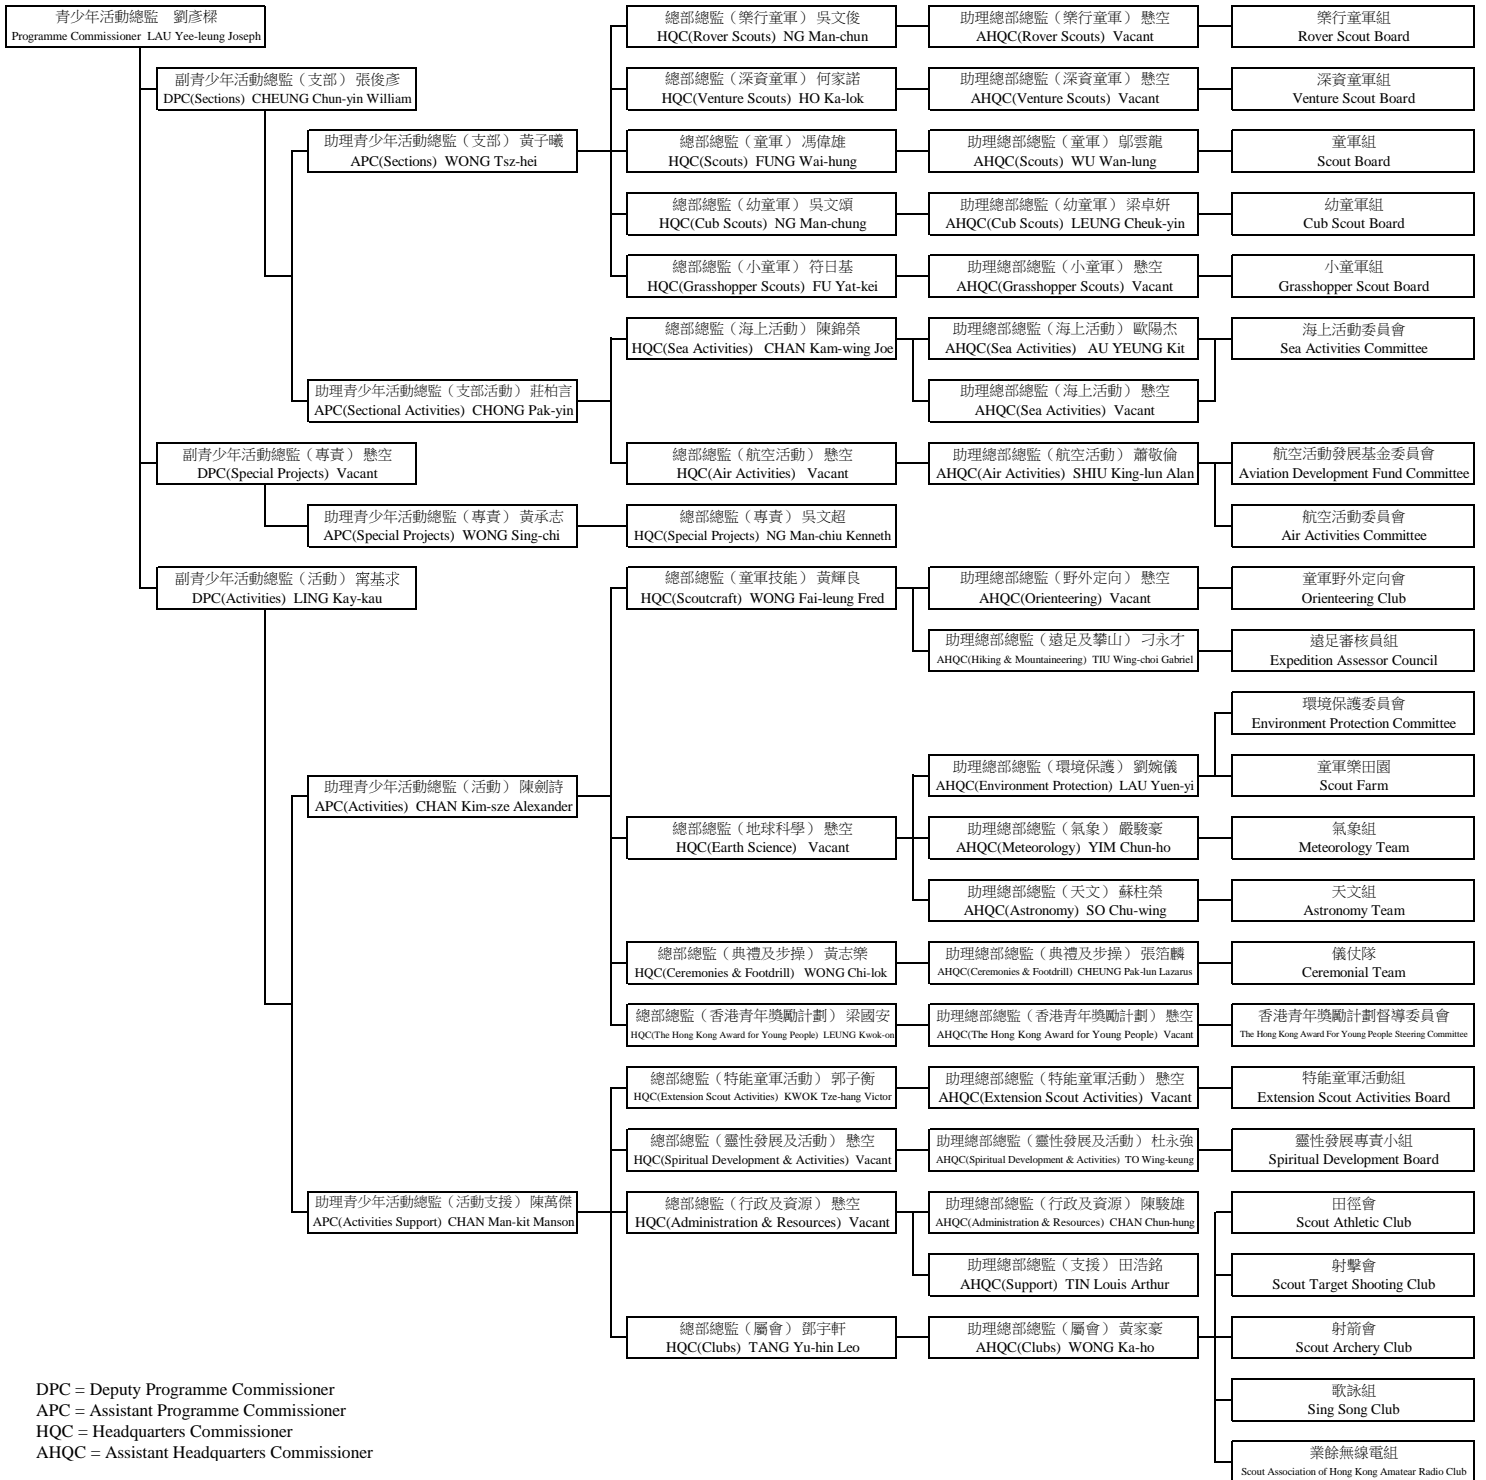 青少年活動總監 劉彥樑
Programme Commissioner LAU Yee-leung Joseph
副青少年活動總監（支部）張俊彥
DPC(Sections) CHEUNG Chun-yin William
助理青少年活動總監（支部）黃子曦
APC(Sections) WONG Tsz-hei
總部總監（樂行童軍）吳文俊
HQC(Rover Scouts) NG Man-chun
助理總部總監（樂行童軍）懸空
AHQC(Rover Scouts) Vacant
樂行童軍組
Rover Scout Board
總部總監（深資童軍）何家諾
HQC(Venture Scouts) HO Ka-lok
助理總部總監（深資童軍）懸空
AHQC(Venture Scouts) Vacant
深資童軍組
Venture Scout Board
總部總監（童軍）馮偉雄
HQC(Scouts) FUNG Wai-hung
助理總部總監（童軍）鄔雲龍
AHQC(Scouts) WU Wan-lung
童軍組
Scout Board
總部總監（幼童軍）吳文頌
HQC(Cub Scouts) NG Man-chung
助理總部總監（幼童軍）梁卓妍
AHQC(Cub Scouts) LEUNG Cheuk-yin
幼童軍組
Cub Scout Board
總部總監（小童軍）符日基
HQC(Grasshopper Scouts) FU Yat-kei
助理總部總監（小童軍）懸空
AHQC(Grasshopper Scouts) Vacant
小童軍組
Grasshopper Scout Board
助理青少年活動總監（支部活動）莊柏言
APC(Sectional Activities) CHONG Pak-yin
總部總監（海上活動）陳錦榮
HQC(Sea Activities) CHAN Kam-wing Joe
助理總部總監（海上活動）歐陽杰
AHQC(Sea Activities) AU YEUNG Kit
海上活動委員會
Sea Activities Committee
助理總部總監（海上活動）懸空
AHQC(Sea Activities) Vacant
總部總監（航空活動）懸空
HQC(Air Activities) Vacant
助理總部總監（航空活動）蕭敬倫
AHQC(Air Activities) SHIU King-lun Alan
航空活動發展基金委員會
Aviation Development Fund Committee
航空活動委員會
Air Activities Committee
副青少年活動總監（專責）懸空
DPC(Special Projects) Vacant
助理青少年活動總監（專責）黃承志
APC(Special Projects) WONG Sing-chi
總部總監（專責）吳文超
HQC(Special Projects) NG Man-chiu Kenneth
副青少年活動總監（活動）寗基求
DPC(Activities) LING Kay-kau
助理青少年活動總監（活動）陳劍詩
APC(Activities) CHAN Kim-sze Alexander
總部總監（童軍技能）黃輝良
HQC(Scoutcraft) WONG Fai-leung Fred
助理總部總監（野外定向）懸空
AHQC(Orienteering) Vacant
童軍野外定向會
Orienteering Club
助理總部總監（遠足及攀山）刁永才
AHQC(Hiking & Mountaineering) TIU Wing-choi Gabriel
遠足審核員組
Expedition Assessor Council
總部總監（地球科學）懸空
HQC(Earth Science) Vacant
助理總部總監（環境保護）劉婉儀
AHQC(Environment Protection) LAU Yuen-yi
環境保護委員會
Environment Protection Committee
童軍樂田園
Scout Farm
助理總部總監（氣象）嚴駿豪
AHQC(Meteorology) YIM Chun-ho
氣象組
Meteorology Team
助理總部總監（天文）蘇柱榮
AHQC(Astronomy) SO Chu-wing
天文組
Astronomy Team
總部總監（典禮及步操）黃志樂
HQC(Ceremonies & Footdrill) WONG Chi-lok
助理總部總監（典禮及步操）張箔麟
AHQC(Ceremonies & Footdrill) CHEUNG Pak-lun Lazarus
儀仗隊
Ceremonial Team
總部總監（香港青年獎勵計劃）梁國安
HQC(The Hong Kong Award for Young People) LEUNG Kwok-on
助理總部總監（香港青年獎勵計劃）懸空
AHQC(The Hong Kong Award for Young People) Vacant
香港青年獎勵計劃督導委員會
The Hong Kong Award For Young People Steering Committee
助理青少年活動總監（活動支援）陳萬傑
APC(Activities Support) CHAN Man-kit Manson
總部總監（特能童軍活動）郭子衡
HQC(Extension Scout Activities) KWOK Tze-hang Victor
助理總部總監（特能童軍活動）懸空
AHQC(Extension Scout Activities) Vacant
特能童軍活動組
Extension Scout Activities Board
總部總監（靈性發展及活動）懸空
HQC(Spiritual Development & Activities) Vacant
助理總部總監（靈性發展及活動）杜永強
AHQC(Spiritual Development & Activities) TO Wing-keung
靈性發展專責小組
Spiritual Development Board
總部總監（行政及資源）懸空
HQC(Administration & Resources) Vacant
助理總部總監（行政及資源）陳駿雄
AHQC(Administration & Resources) CHAN Chun-hung
助理總部總監（支援）田浩銘
AHQC(Support) TIN Louis Arthur
總部總監（屬會）鄧宇軒
HQC(Clubs) TANG Yu-hin Leo
助理總部總監（屬會）黃家豪
AHQC(Clubs) WONG Ka-ho
田徑會
Scout Athletic Club
射擊會
Scout Target Shooting Club
射箭會
Scout Archery Club
歌詠組
Sing Song Club
業餘無線電組
Scout Association of Hong Kong Amatear Radio Club
DPC = Deputy Programme Commissioner
APC = Assistant Programme Commissioner
HQC = Headquarters Commissioner
AHQC = Assistant Headquarters Commissioner